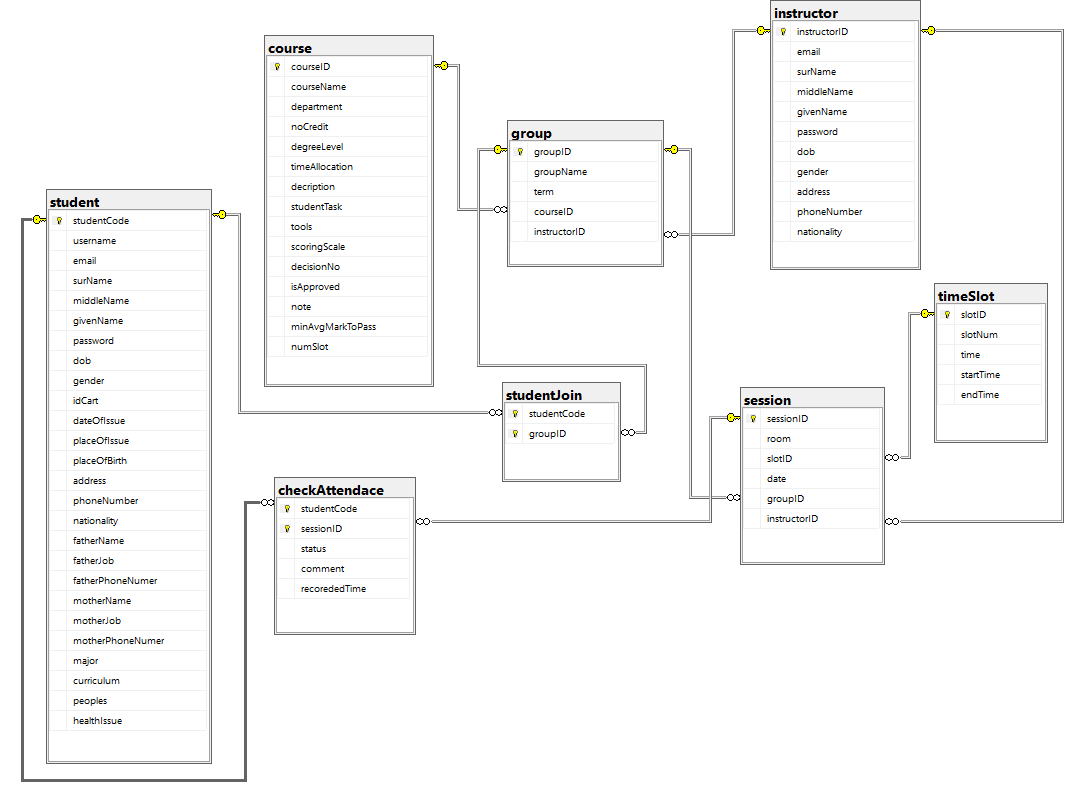 instructor
instructorID
email
surName
middleName
givenName
password
dob
gender
address
phoneNumber
nationality
course
courseID
courseName
department
noCredit
degreeLevel
timeAllocation
decription
studentTask
tools
scoringScale
decisionNo
isApproved
note
minAvgMarkToPass
numSlot
group
groupID
groupName
term
courseID
instructorID
student
studentCode
username
email
surName
middleName
givenName
password
dob
gender
idCart
dateOfIssue
placeOfIssue
placeOfBirth
address
phoneNumber
nationality
fatherName
fatherJob
fatherPhoneNumer
motherName
motherJob
motherPhoneNumer
major
curriculum
peoples
healthIssue
timeSlot
slotID
slotNum
time
startTime
endTime
studentJoin
studentCode
groupID
session
sessionID
room
slotID
date
groupID
instructorID
checkAttendace
studentCode
sessionID
status
comment
recorededTime